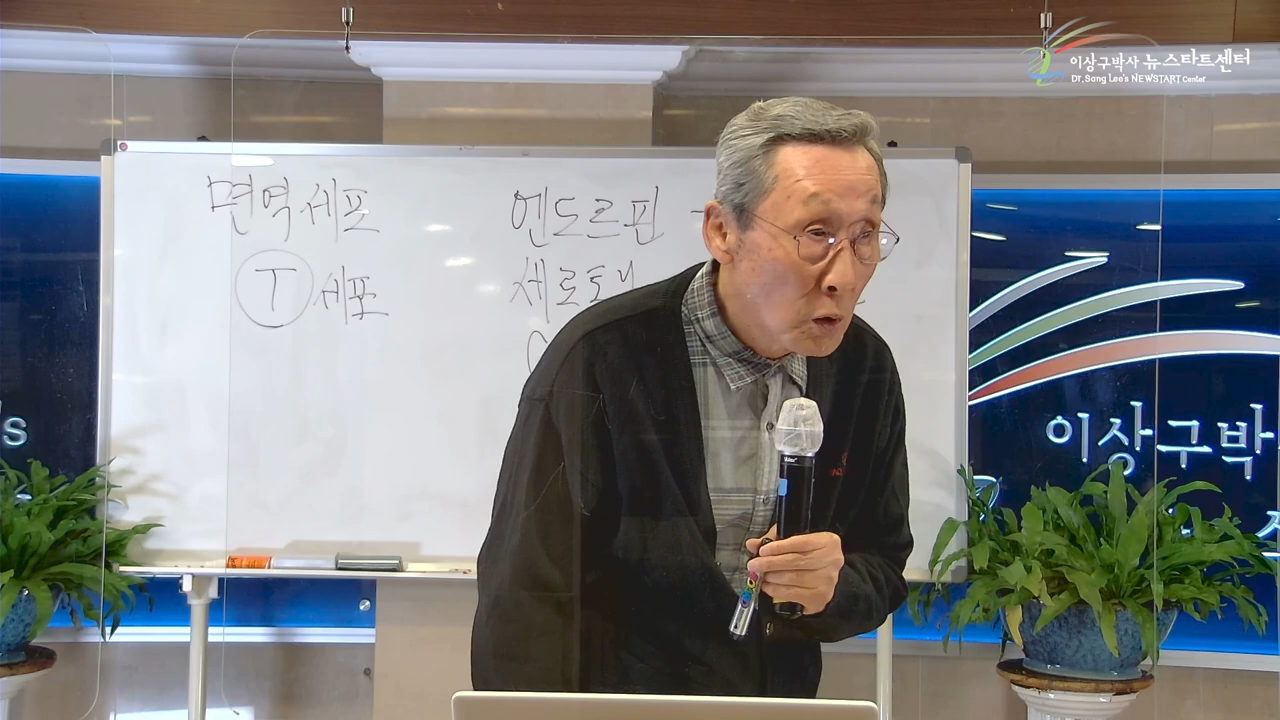 이상구박사 뉴스타트센터
Dr. Sang Lee's NEWSTART Center
면역세포
T 세포
엔도르핀
세로토닌
이상구박
's